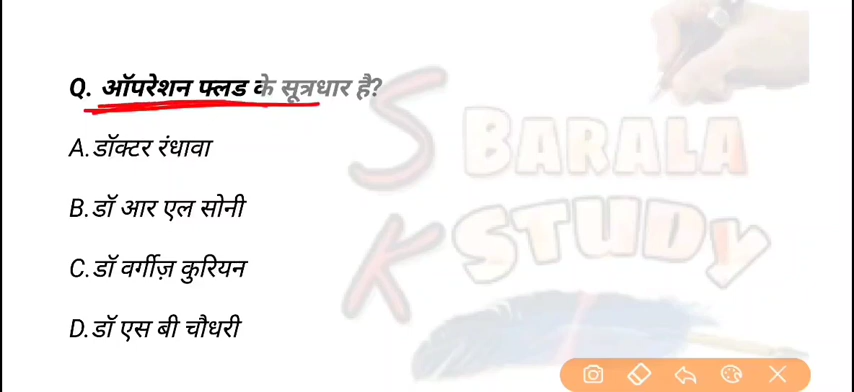 Q. ऑपरेशन फ्लड के सूत्रधार है?
A. डॉक्टर रंधावा
B. डॉ आर एल सोनी
C. डॉ वर्गीज़ कुरियन
D. डॉ एस बी चौधरी
S BARALA
K STUDY